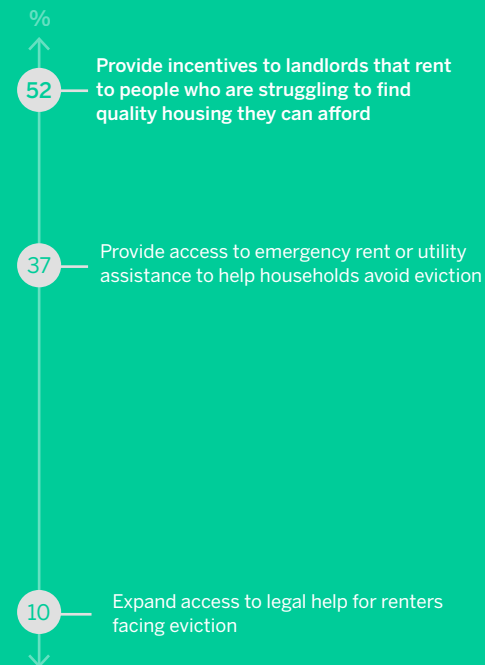 %
52
Provide incentives to landlords that rent
to people who are struggling to find
quality housing they can afford
37
Provide access to emergency rent or utility
assistance to help households avoid eviction
10
Expand access to legal help for renters
facing eviction